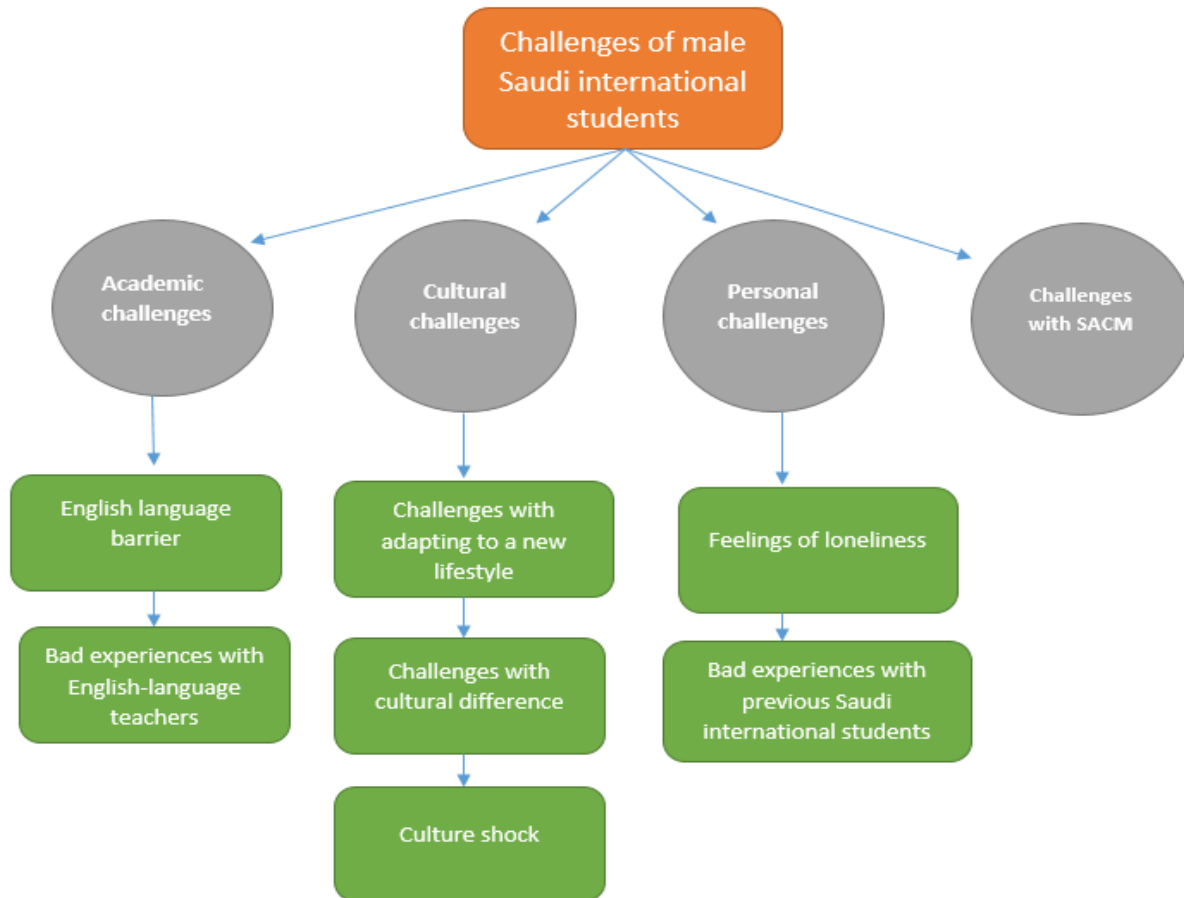 Challenges of male
Saudi international
students
Academic
challenges
Cultural
challenges
Personal
challenges
Challenges
with SACM
English language
barrier
Challenges with
adapting to a new
lifestyle
Feelings of loneliness
Bad experiences with
English-language
teachers
Challenges with
cultural difference
Bad experiences with
previous Saudi
international students
Culture shock